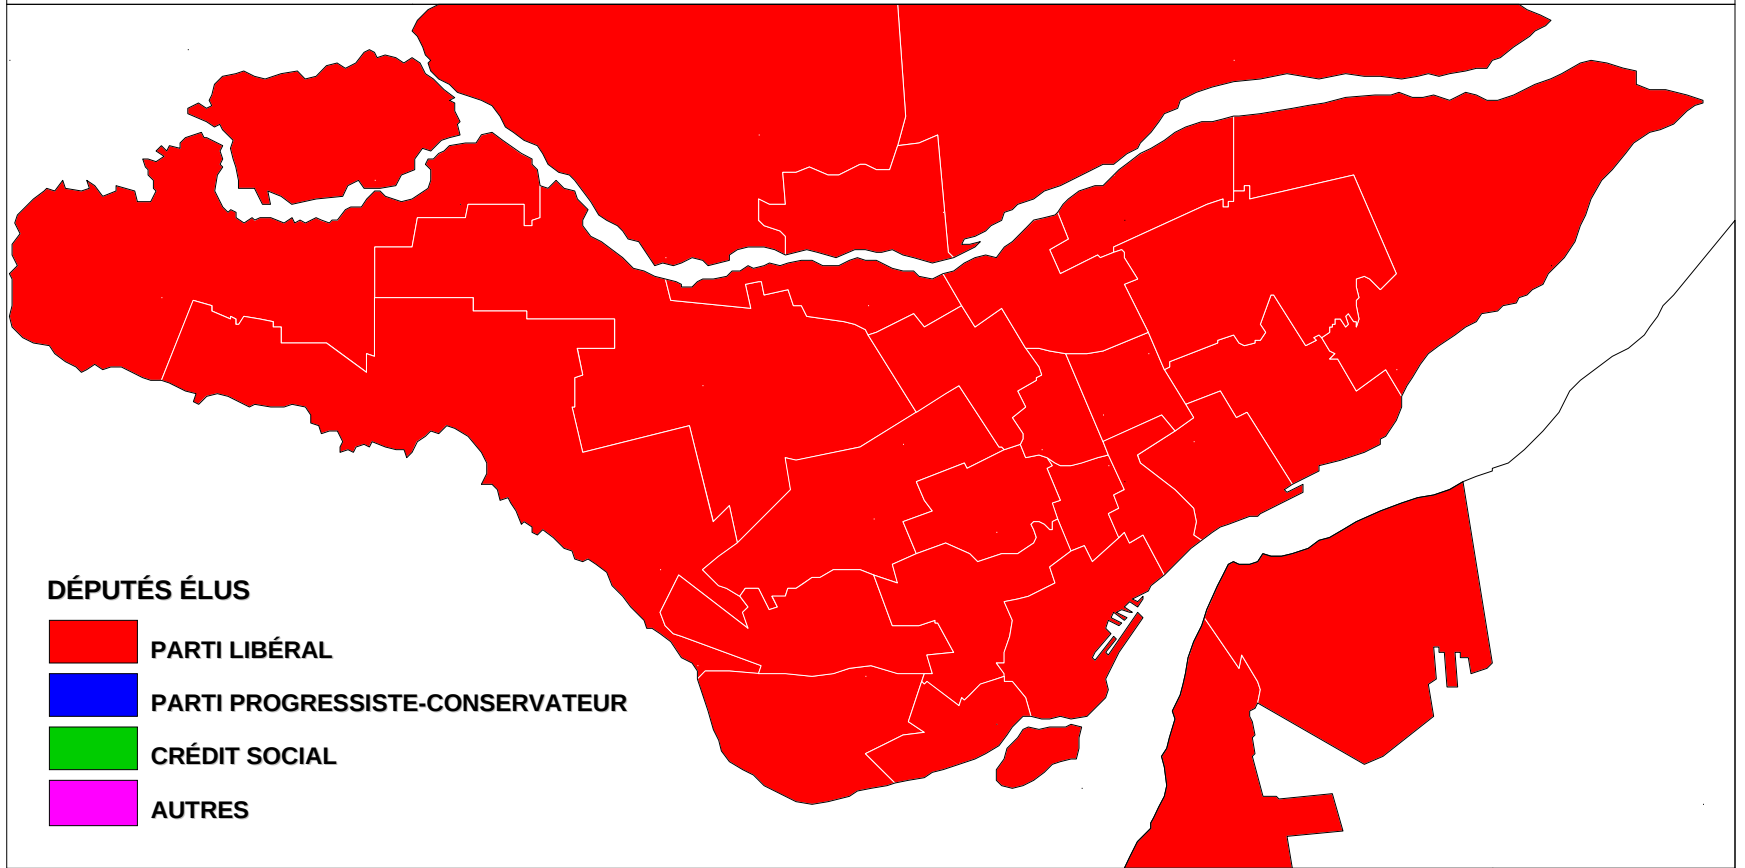 DÉPUTÉS ÉLUS
PARTI LIBÉRAL
PARTI PROGRESSISTE-CONSERVATEUR
CRÉDIT SOCIAL
AUTRES